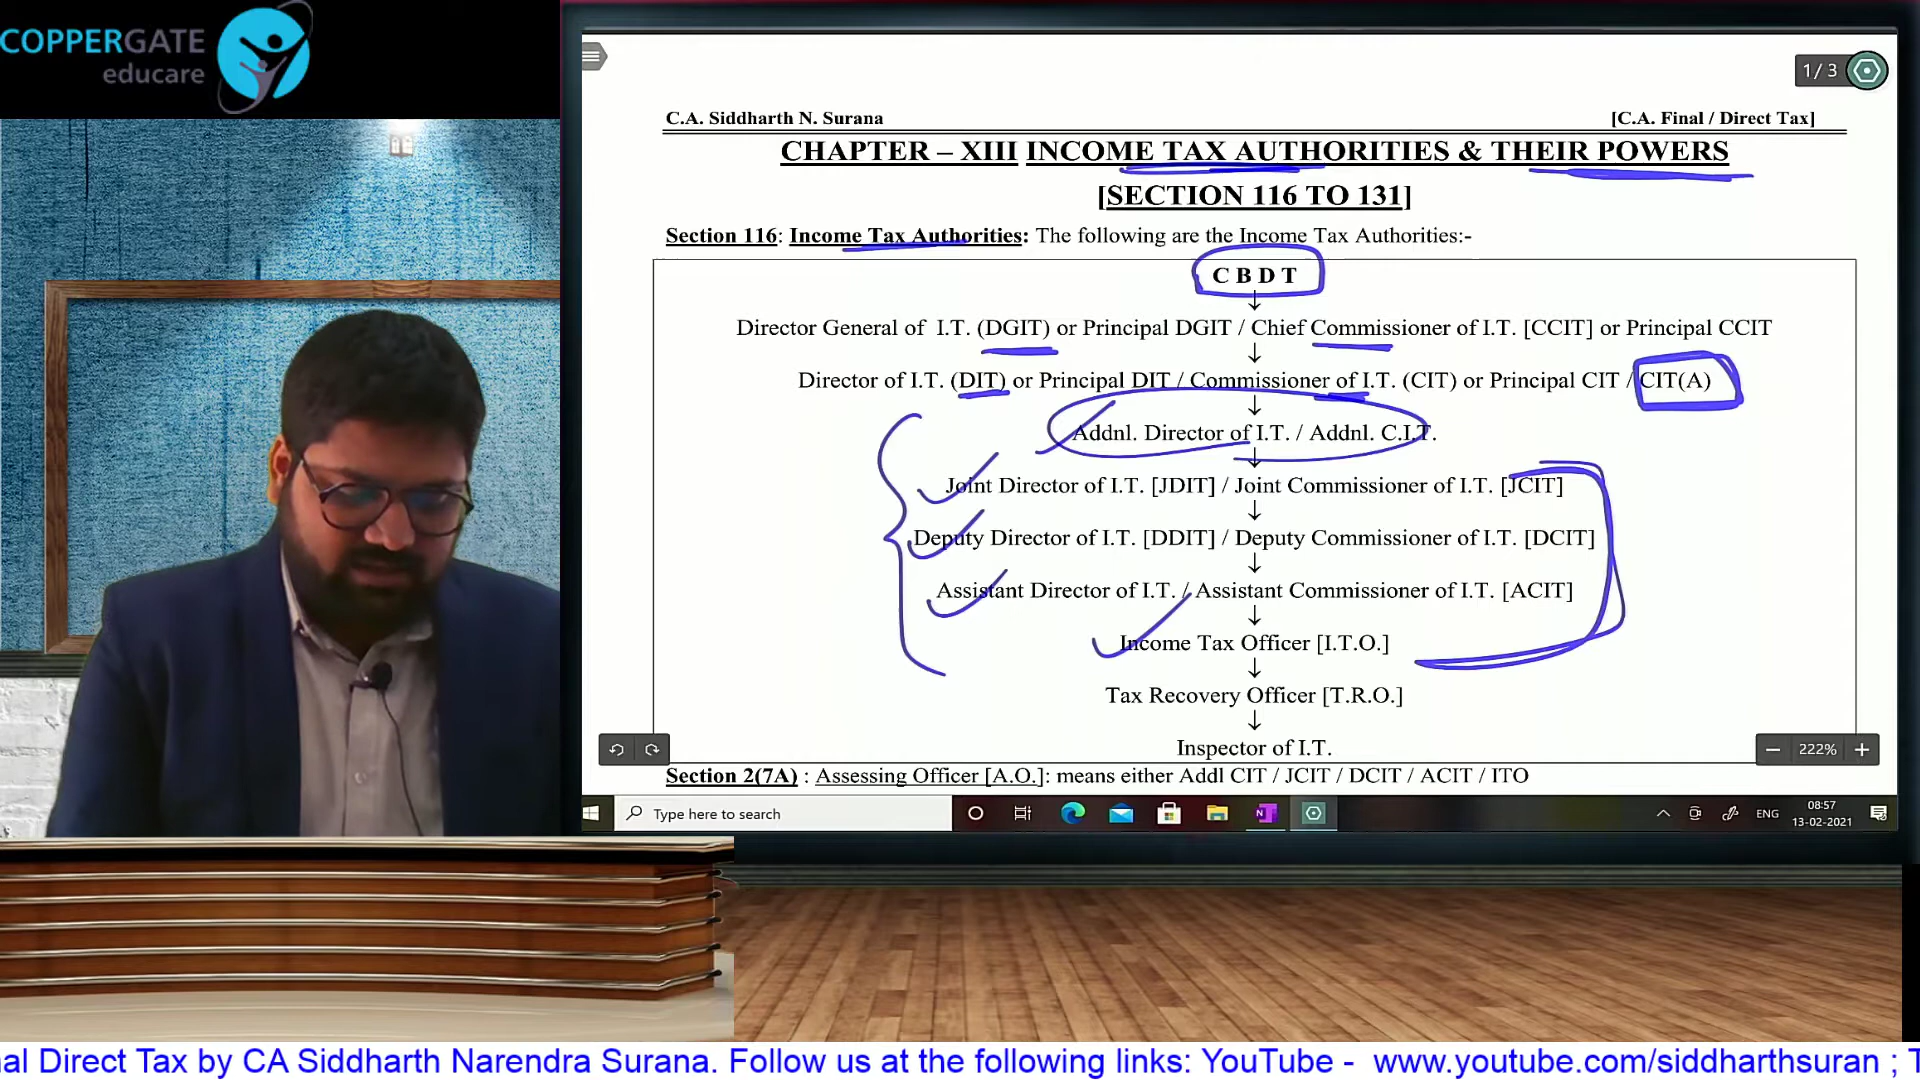 COPPERGATE
educare
1 / 3
C.A. Siddharth N. Surana [C.A. Final / Direct Tax]
CHAPTER – XIII INCOME TAX AUTHORITIES & THEIR POWERS
[SECTION 116 TO 131]
Section 116: Income Tax Authorities: The following are the Income Tax Authorities:-
C B D T
↓
Director General of I.T. (DGIT) or Principal DGIT / Chief Commissioner of I.T. [CCIT] or Principal CCIT
↓
Director of I.T. (DIT) or Principal DIT / Commissioner of I.T. (CIT) or Principal CIT / CIT(A)
↓
Addnl. Director of I.T. / Addnl. C.I.T.
↓
Joint Director of I.T. [JDIT] / Joint Commissioner of I.T. [JCIT]
↓
Deputy Director of I.T. [DDIT] / Deputy Commissioner of I.T. [DCIT]
↓
Assistant Director of I.T. / Assistant Commissioner of I.T. [ACIT]
↓
Income Tax Officer [I.T.O.]
↓
Tax Recovery Officer [T.R.O.]
↓
Inspector of I.T.
222%
Section 2(7A) : Assessing Officer [A.O.]: means either Addl CIT / JCIT / DCIT / ACIT / ITO
Type here to search
ENG
08:57
13-02-2021
al Direct Tax by CA Siddharth Narendra Surana. Follow us at the following links: YouTube - www.youtube.com/siddharthsuran ; T